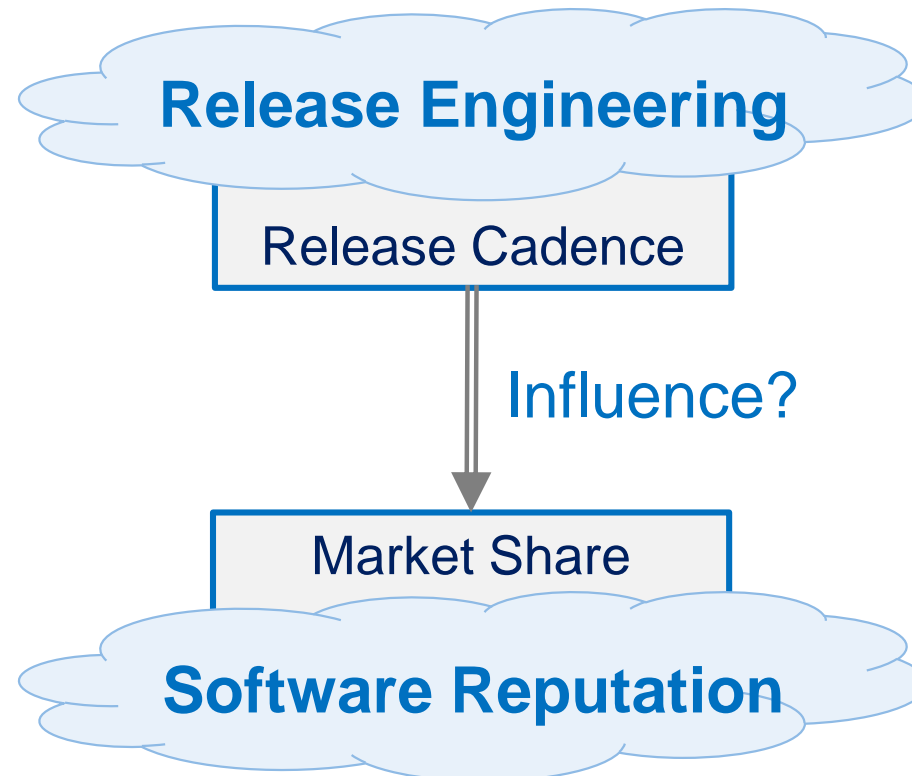 Release Engineering
Release Cadence
Influence?
Market Share
Software Reputation